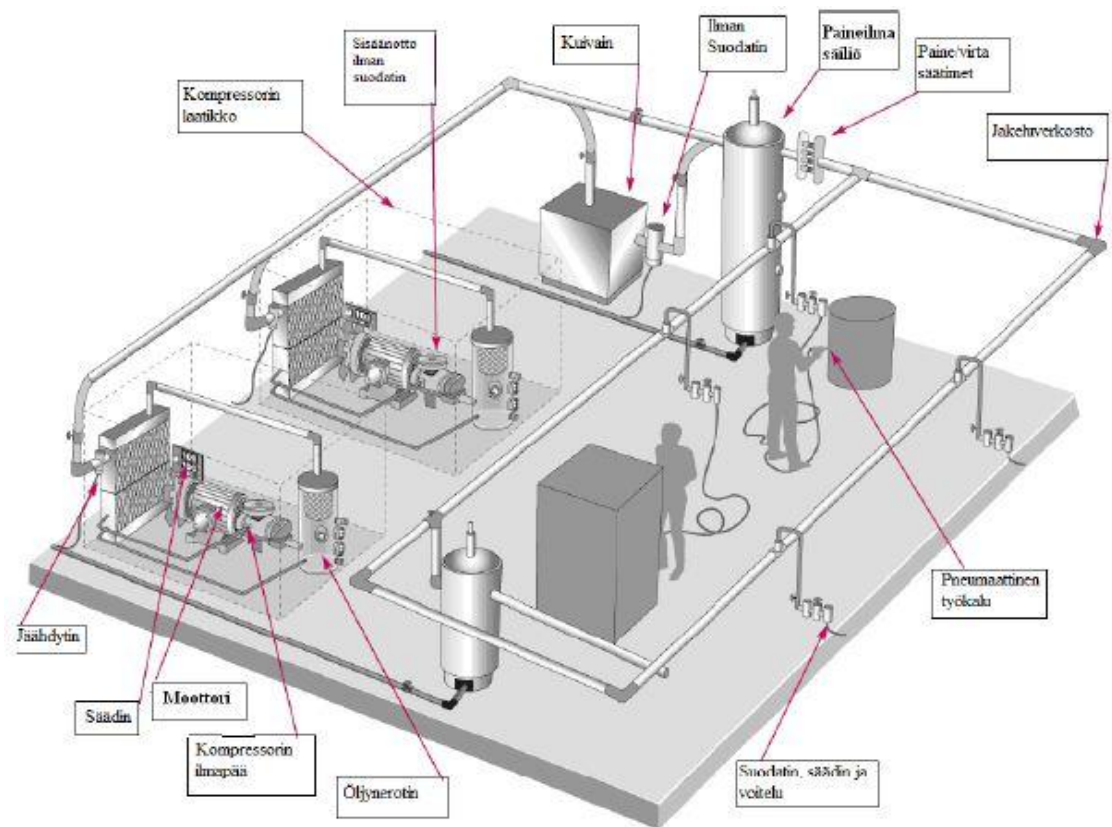 Sisäänotto
ilman
suodatin
Kuivain
Ilman
Suodatin
Paineilma
säiliö
Paine/virta
säätimet
Kompressorin
laatikko
Jakeluverkosto
Jäähdytin
Säädin
Moottori
Kompressorin
ilmapää
Öljynerotin
Pneumaattinen
työkalu
Suodatin, säädin ja
voitelu